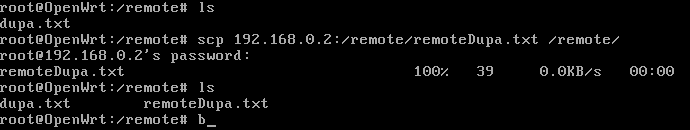 root@OpenWrt:/remote# ls
dupa.txt
root@OpenWrt:/remote# scp 192.168.0.2:/remote/remoteDupa.txt /remote/
root@192.168.0.2's password:
remoteDupa.txt 100% 39 0.0KB/s 00:00
root@OpenWrt:/remote# ls
dupa.txt remoteDupa.txt
root@OpenWrt:/remote# b_